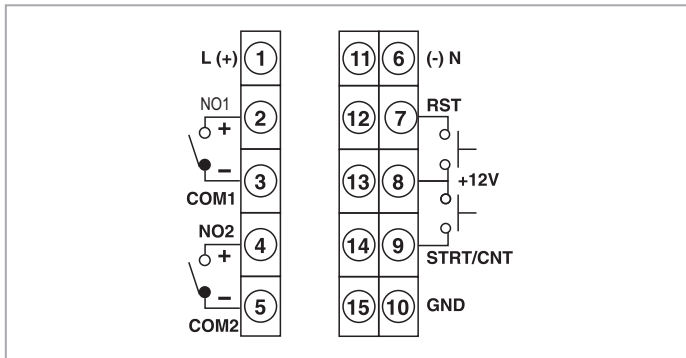 L (+) 1 11 6 (-) N
NO1 2 12 7 RST
+
−
COM1 3 13 8 +12V
NO2 4 14 9 STRT/CNT
+
−
COM2 5 15 10 GND